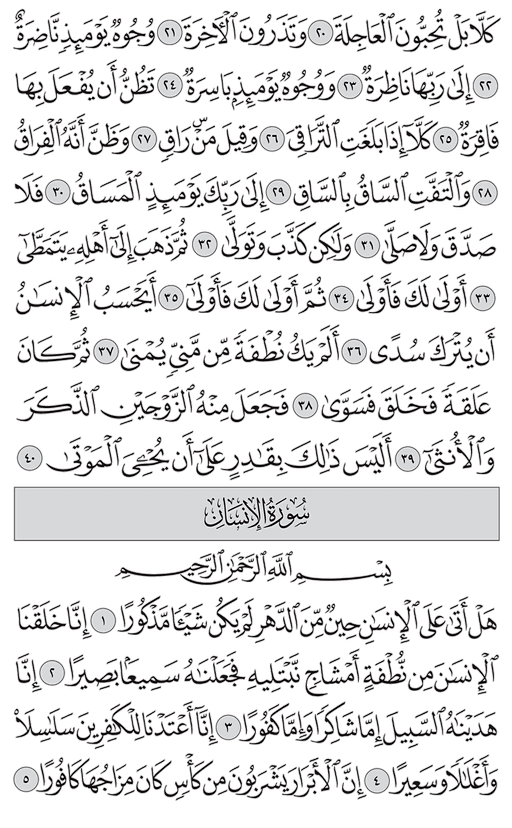 كَلَّا بَلۡ تُحِبُّونَ ٱلۡعَاجِلَةَ ٢٠ وَتَذَرُونَ ٱلۡأٓخِرَةَ ٢١ وُجُوهٞ يَوۡمَئِذٖ نَّاضِرَةٌ
٢٢ إِلَىٰ رَبِّهَا نَاظِرَةٞ ٢٣ وَوُجُوهٞ يَوۡمَئِذِۭ بَاسِرَةٞ ٢٤ تَظُنُّ أَن يُفۡعَلَ بِهَا
فَاقِرَةٞ ٢٥ كَلَّآ إِذَا بَلَغَتِ ٱلتَّرَاقِيَ ٢٦ وَقِيلَ مَنۡۜ رَاقٖ ٢٧ وَظَنَّ أَنَّهُ ٱلۡفِرَاقُ
٢٨ وَٱلۡتَفَّتِ ٱلسَّاقُ بِٱلسَّاقِ ٢٩ إِلَىٰ رَبِّكَ يَوۡمَئِذٍ ٱلۡمَسَاقُ ٣٠ فَلَا
صَدَّقَ وَلَا صَلَّىٰ ٣١ وَلَٰكِن كَذَّبَ وَتَوَلَّىٰ ٣٢ ثُمَّ ذَهَبَ إِلَىٰٓ أَهۡلِهِۦ يَتَمَطَّىٰٓ
٣٣ أَوۡلَىٰ لَكَ فَأَوۡلَىٰ ٣٤ ثُمَّ أَوۡلَىٰ لَكَ فَأَوۡلَىٰٓ ٣٥ أَيَحۡسَبُ ٱلۡإِنسَٰنُ
أَن يُتۡرَكَ سُدًى ٣٦ أَلَمۡ يَكُ نُطۡفَةٗ مِّن مَّنِيّٖ يُمۡنَىٰ ٣٧ ثُمَّ كَانَ
عَلَقَةٗ فَخَلَقَ فَسَوَّىٰ ٣٨ فَجَعَلَ مِنۡهُ ٱلزَّوۡجَيۡنِ ٱلذَّكَرَ
وَٱلۡأُنثَىٰٓ ٣٩ أَلَيۡسَ ذَٰلِكَ بِقَٰدِرٍ عَلَىٰٓ أَن يُحۡـِۧيَ ٱلۡمَوۡتَىٰ ٤٠
سُورَةُ الإِنسَانِ
بِسۡمِ ٱللَّهِ ٱلرَّحۡمَٰنِ ٱلرَّحِيمِ
هَلۡ أَتَىٰ عَلَى ٱلۡإِنسَٰنِ حِينٞ مِّنَ ٱلدَّهۡرِ لَمۡ يَكُن شَيۡـٔٗا مَّذۡكُورًا ١ إِنَّا خَلَقۡنَا
ٱلۡإِنسَٰنَ مِن نُّطۡفَةٍ أَمۡشَاجٖ نَّبۡتَلِيهِ فَجَعَلۡنَٰهُ سَمِيعَۢا بَصِيرًا ٢ إِنَّا
هَدَيۡنَٰهُ ٱلسَّبِيلَ إِمَّا شَاكِرٗا وَإِمَّا كَفُورًا ٣ إِنَّآ أَعۡتَدۡنَا لِلۡكَٰفِرِينَ سَلَٰسِلَاْ
وَأَغۡلَٰلٗا وَسَعِيرًا ٤ إِنَّ ٱلۡأَبۡرَارَ يَشۡرَبُونَ مِن كَأۡسٖ كَانَ مِزَاجُهَا كَافُورًا ٥